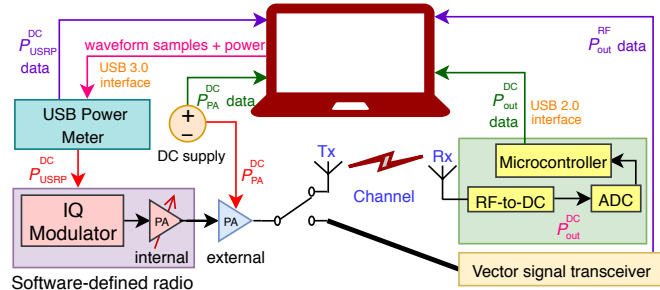 P_USRP^DC
data
waveform samples + power
USB 3.0
interface
P_PA^DC data
P_out^DC
data
USB 2.0
interface
P_out^RF
data
USB Power
Meter
DC supply
P_USRP^DC
P_PA^DC
Tx
Rx
Channel
Microcontroller
RF-to-DC
ADC
P_out^DC
IQ
Modulator
PA
internal
PA
external
Vector signal transceiver
Software-defined radio